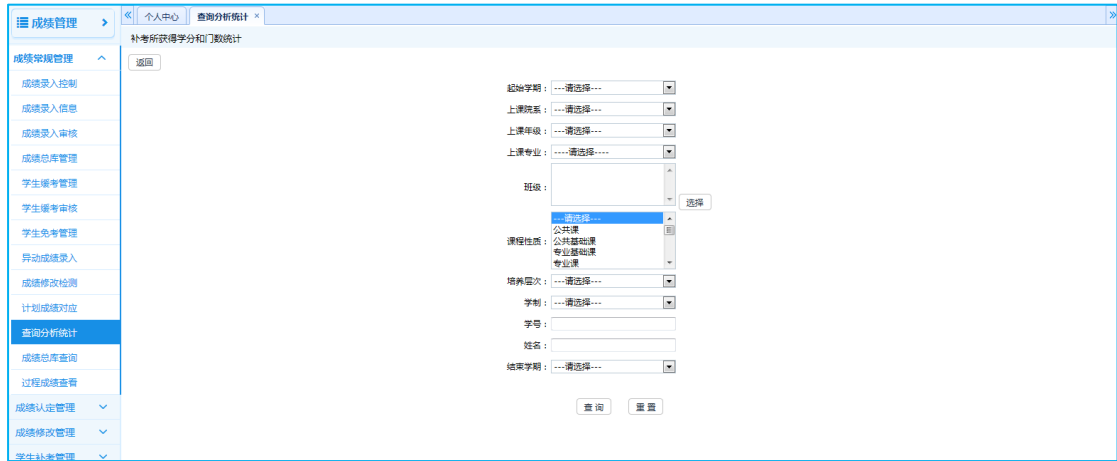 成绩管理
个人中心 查询分析统计 ×
补考所获得学分和门数统计
返回
成绩常规管理
成绩录入控制
成绩录入信息
成绩录入审核
成绩总库管理
学生缓考管理
学生缓考审核
学生免考管理
异动成绩录入
成绩修改检测
计划成绩对应
查询分析统计
成绩总库查询
过程成绩查看
成绩认定管理
成绩修改管理
学生补考管理
起始学期：---请选择---
上课院系：---请选择---
上课年级：---请选择---
上课专业：----请选择----
班级：
选择
课程性质：
---请选择---
公共课
公共基础课
专业基础课
专业课
培养层次：---请选择---
学制：---请选择---
学号：
姓名：
结束学期：---请选择---
查 询 重 置